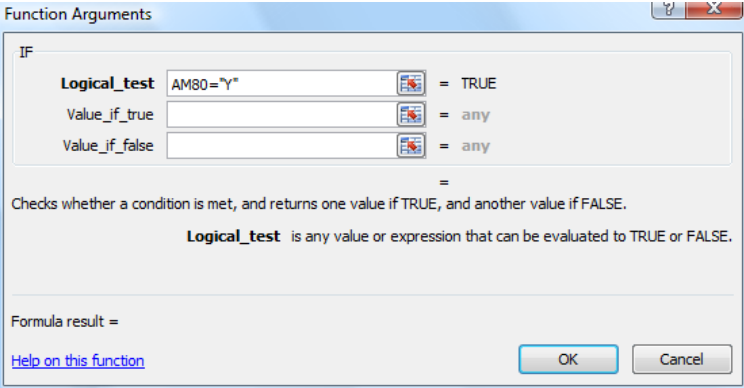 Function Arguments
? X
IF
Logical_test AM80="Y" = TRUE
Value_if_true = any
Value_if_false = any
=
Checks whether a condition is met, and returns one value if TRUE, and another value if FALSE.
Logical_test is any value or expression that can be evaluated to TRUE or FALSE.
Formula result =
Help on this function
OK Cancel